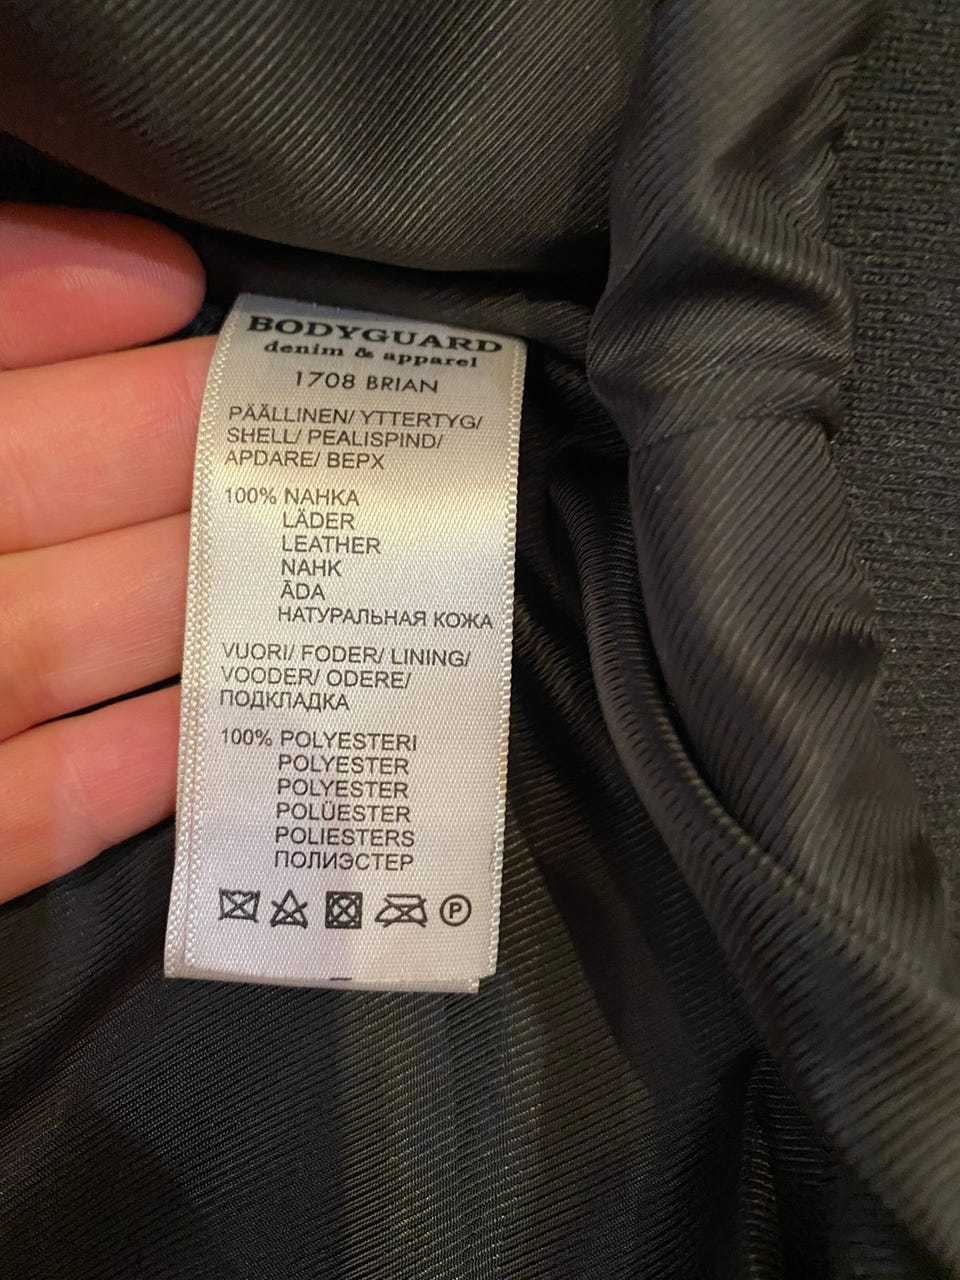 BODYGUARD
denim & apparel
1708 BRIAN
PÄÄLLINEN/ YTTERTYG/
SHELL/ PEALISPIND/
APDARE/ ВЕРХ
100% NAHKA
LÄDER
LEATHER
NAHK
ĀDA
НАТУРАЛЬНАЯ КОЖА
VUORI/ FODER/ LINING/
VOODER/ ODERE/
ПОДКЛАДКА
100% POLYESTERI
POLYESTER
POLYESTER
POLÜESTER
POLIESTERS
ПОЛИЭСТЕР
P